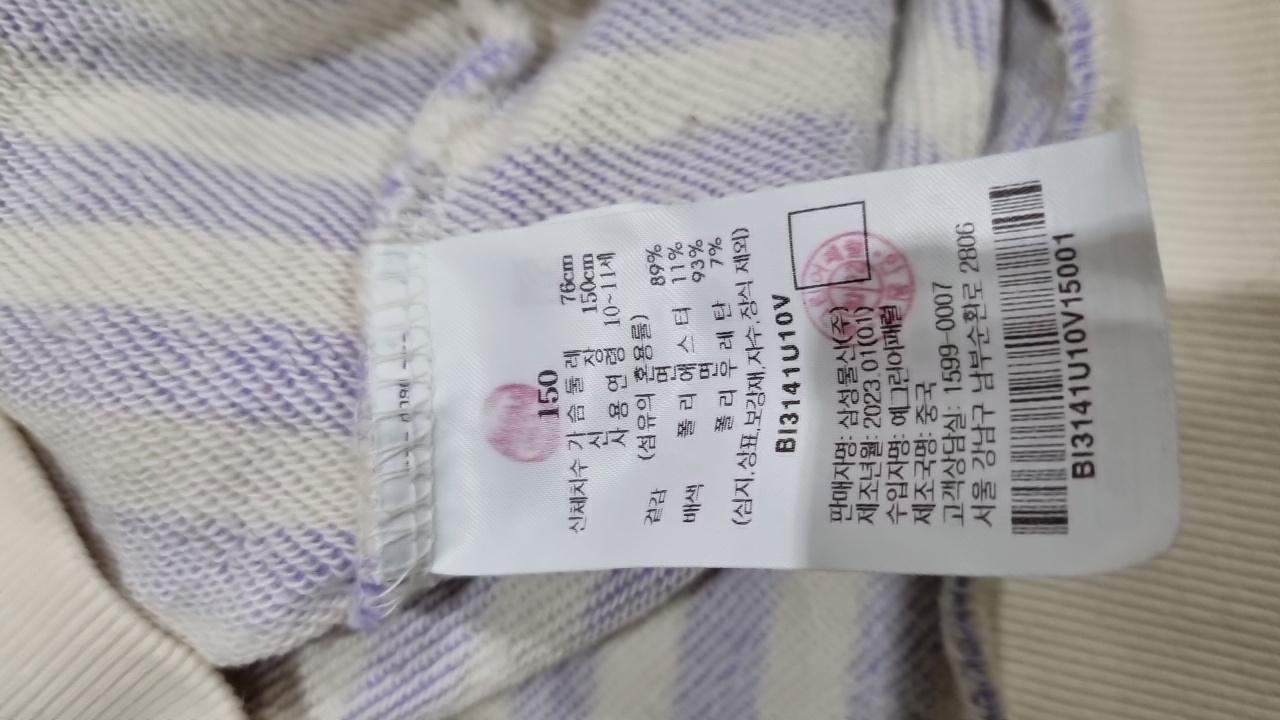 150
신체치수 가슴둘레 76cm
신장 150cm
사용연령 10~11세
(섬유의 혼용률)
겉감 면 89%
폴리에스터 11%
배색 면 93%
폴리우레탄 7%
(심지,상표,보강재,자수,장식 제외)
BI3141U10V
판매자명: 삼성물산(주)
제조년월: 2023.01(01)
수입자명: 예그리어패럴
제조국명: 중국
고객상담실: 1599-0007
서울 강남구 남부순환로 2806
BI3141U10V15001